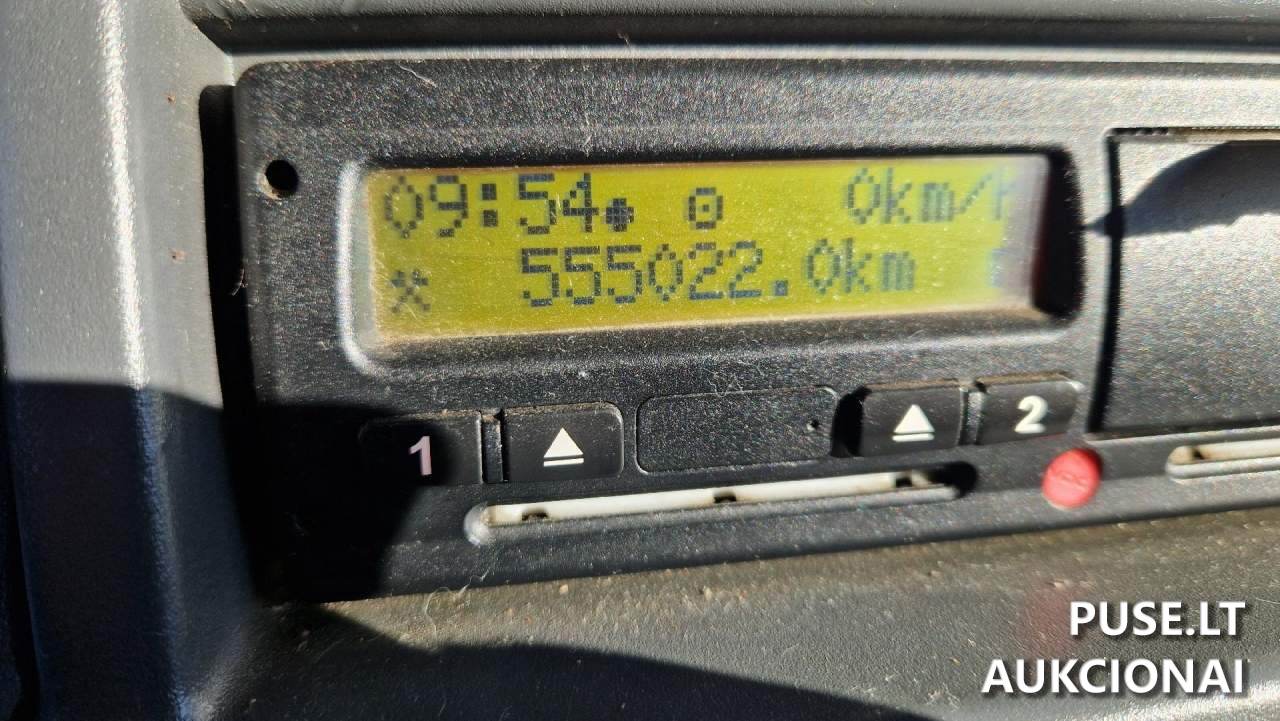 09:54 0km/h
555022.0km
1 2
PUSE.LT
AUKCIONAI